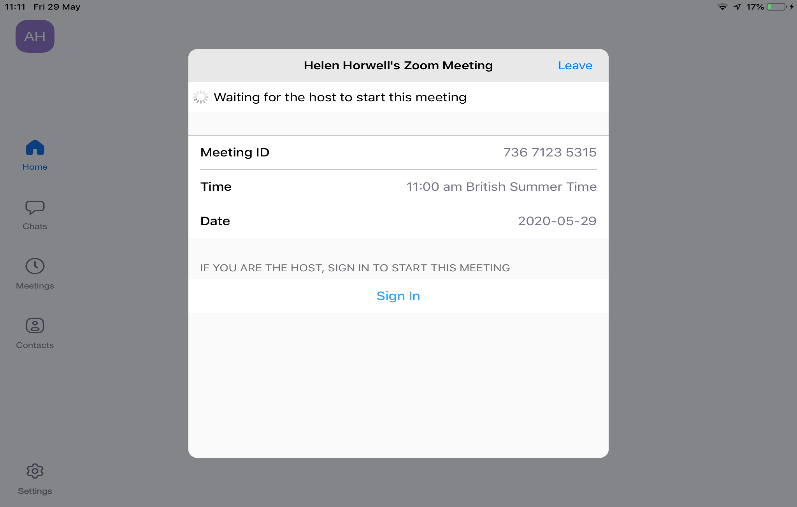 11:11 Fri 29 May
17%
AH
Helen Horwell's Zoom Meeting
Leave
Waiting for the host to start this meeting
Meeting ID 736 7123 5315
Time 11:00 am British Summer Time
Date 2020-05-29
IF YOU ARE THE HOST, SIGN IN TO START THIS MEETING
Sign In
Home
Chats
Meetings
Contacts
Settings